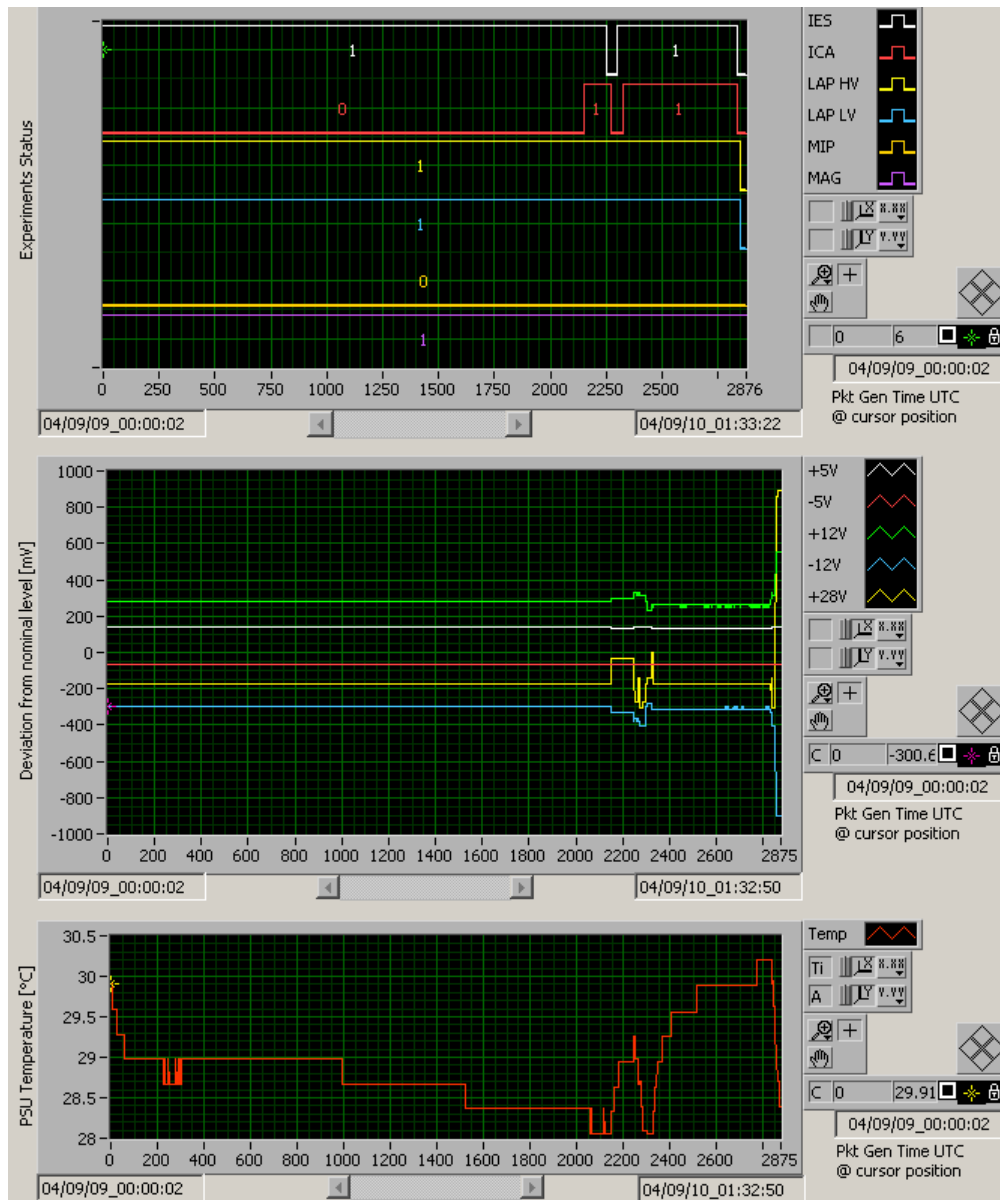 Experiments Status
1
1
0
1
1
1
1
0
1
0
250
500
750
1000
1250
1500
1750
2000
2250
2500
2876
04/09/09_00:00:02
04/09/10_01:33:22
IES
ICA
LAP HV
LAP LV
MIP
MAG
X
X.XX
Y
Y.YY
0
6
04/09/09_00:00:02
Pkt Gen Time UTC
@ cursor position
Deviation from nominal level [mV]
1000
800
600
400
200
0
-200
-400
-600
-800
-1000
0
200
400
600
800
1000
1200
1400
1600
1800
2000
2200
2400
2600
2875
04/09/09_00:00:02
04/09/10_01:32:50
+5V
-5V
+12V
-12V
+28V
X
X.XX
Y
Y.YY
C
0
-300.6
04/09/09_00:00:02
Pkt Gen Time UTC
@ cursor position
PSU Temperature [°C]
30.5
30
29.5
29
28.5
28
0
200
400
600
800
1000
1200
1400
1600
1800
2000
2200
2400
2600
2875
04/09/09_00:00:02
04/09/10_01:32:50
Temp
Ti
X
X.XX
A
Y
Y.YY
C
0
29.91
04/09/09_00:00:02
Pkt Gen Time UTC
@ cursor position